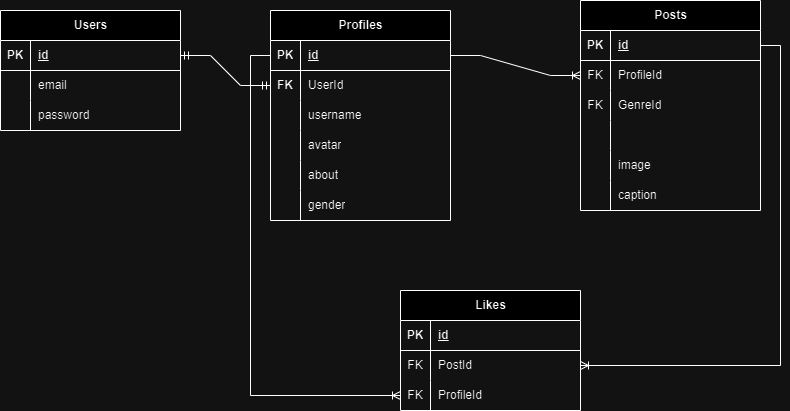 Users
PK id
email
password
Profiles
PK id
FK UserId
username
avatar
about
gender
Posts
PK id
FK ProfileId
FK GenreId
image
caption
Likes
PK id
FK PostId
FK ProfileId